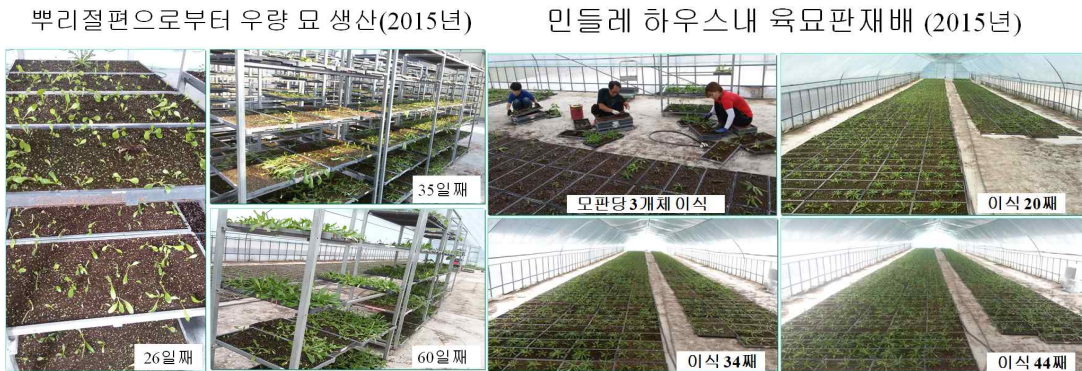 뿌리절편으로부터 우량 묘 생산(2015년)
민들레 하우스내 육묘판재배 (2015년)
26일째
35일째
60일째
모판당 3개체 이식
이식 20째
이식 34째
이식 44째